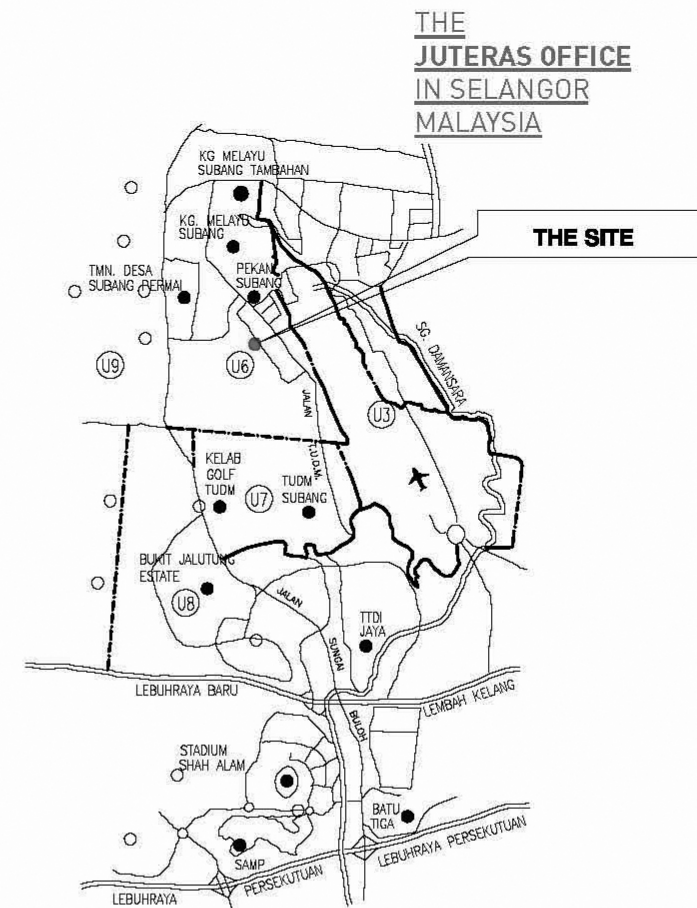 THE
JUTERAS OFFICE
IN SELANGOR
MALAYSIA
KG MELAYU
SUBANG TAMBAHAN
KG. MELAYU
SUBANG
THE SITE
TMN. DESA
SUBANG PERMAI
PEKAN
SUBANG
SG. DAMANSARA
U9
U6
U3
JALAN
T.U.D.M.
KELAB
GOLF
TUDM
U7
TUDM
SUBANG
BUKIT JALUTUNG
ESTATE
U8
JALAN
SUNGAI
BULOH
TTDI
JAYA
LEBUHRAYA BARU
LEMBAH KELANG
STADIUM
SHAH ALAM
BATU
TIGA
SAMP
LEBUHRAYA
PERSEKUTUAN
LEBUHRAYA PERSEKUTUAN